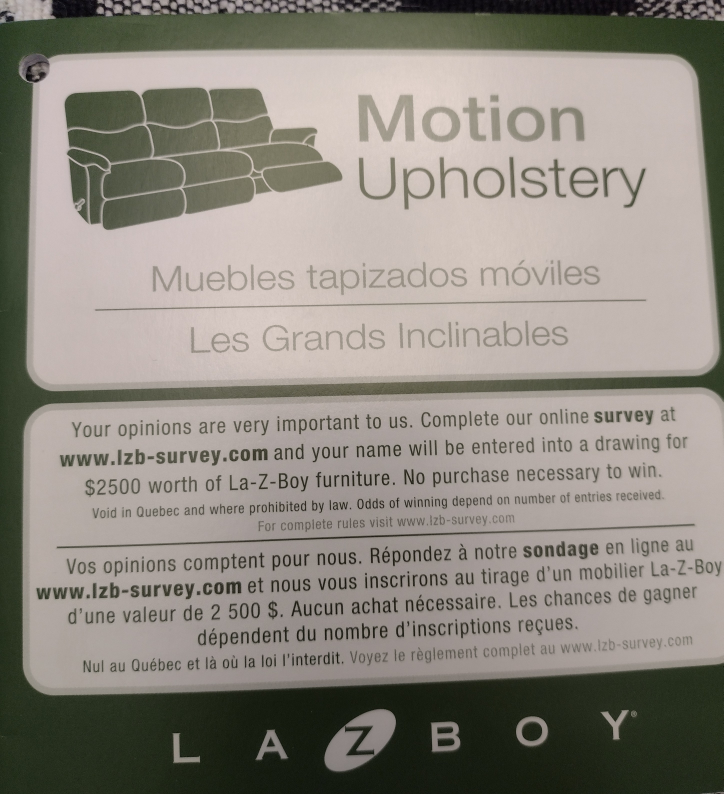 Motion
Upholstery
Muebles tapizados móviles
Les Grands Inclinables
Your opinions are very important to us. Complete our online survey at
www.lzb-survey.com and your name will be entered into a drawing for
$2500 worth of La-Z-Boy furniture. No purchase necessary to win.
Void in Quebec and where prohibited by law. Odds of winning depend on number of entries received.
For complete rules visit www.lzb-survey.com
Vos opinions comptent pour nous. Répondez à notre sondage en ligne au
www.lzb-survey.com et nous vous inscrirons au tirage d'un mobilier La-Z-Boy
d'une valeur de 2 500 $. Aucun achat nécessaire. Les chances de gagner
dépendent du nombre d'inscriptions reçues.
Nul au Québec et là où la loi l'interdit. Voyez le règlement complet au www.lzb-survey.com
L A Z B O Y®